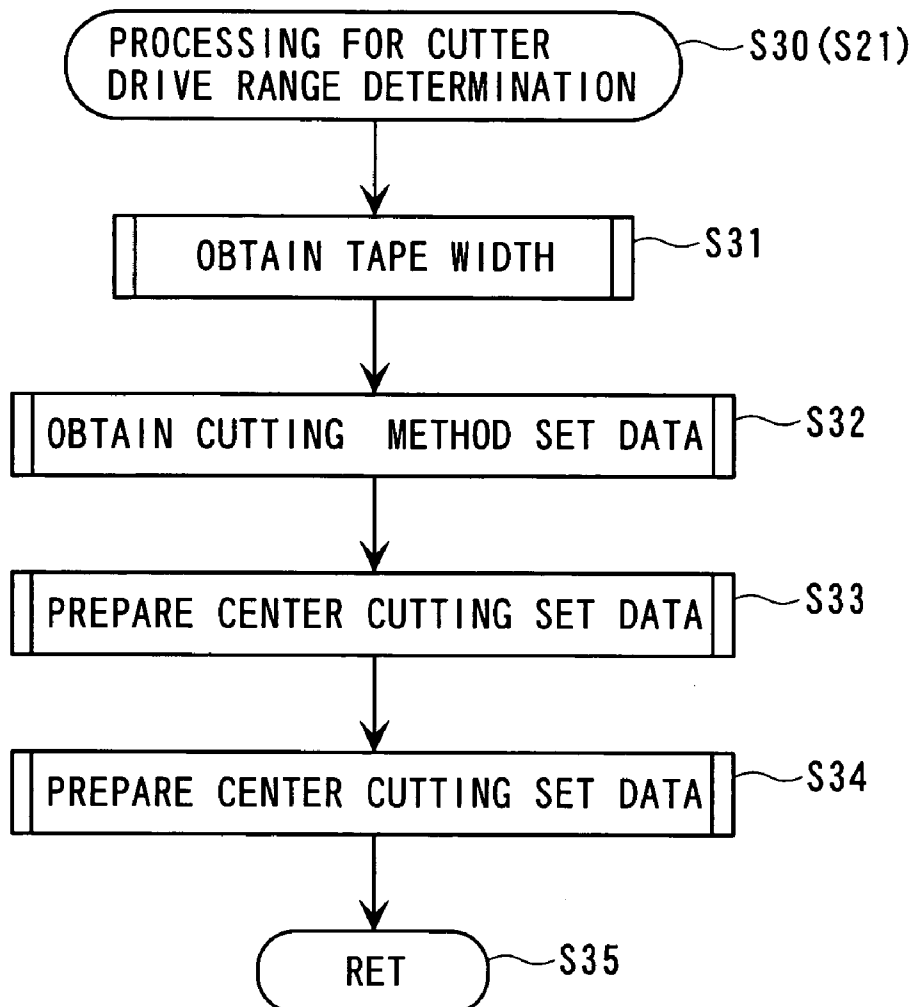 PROCESSING FOR CUTTER
DRIVE RANGE DETERMINATION
S30(S21)
OBTAIN TAPE WIDTH
S31
OBTAIN CUTTING METHOD SET DATA
S32
PREPARE CENTER CUTTING SET DATA
S33
PREPARE CENTER CUTTING SET DATA
S34
RET
S35